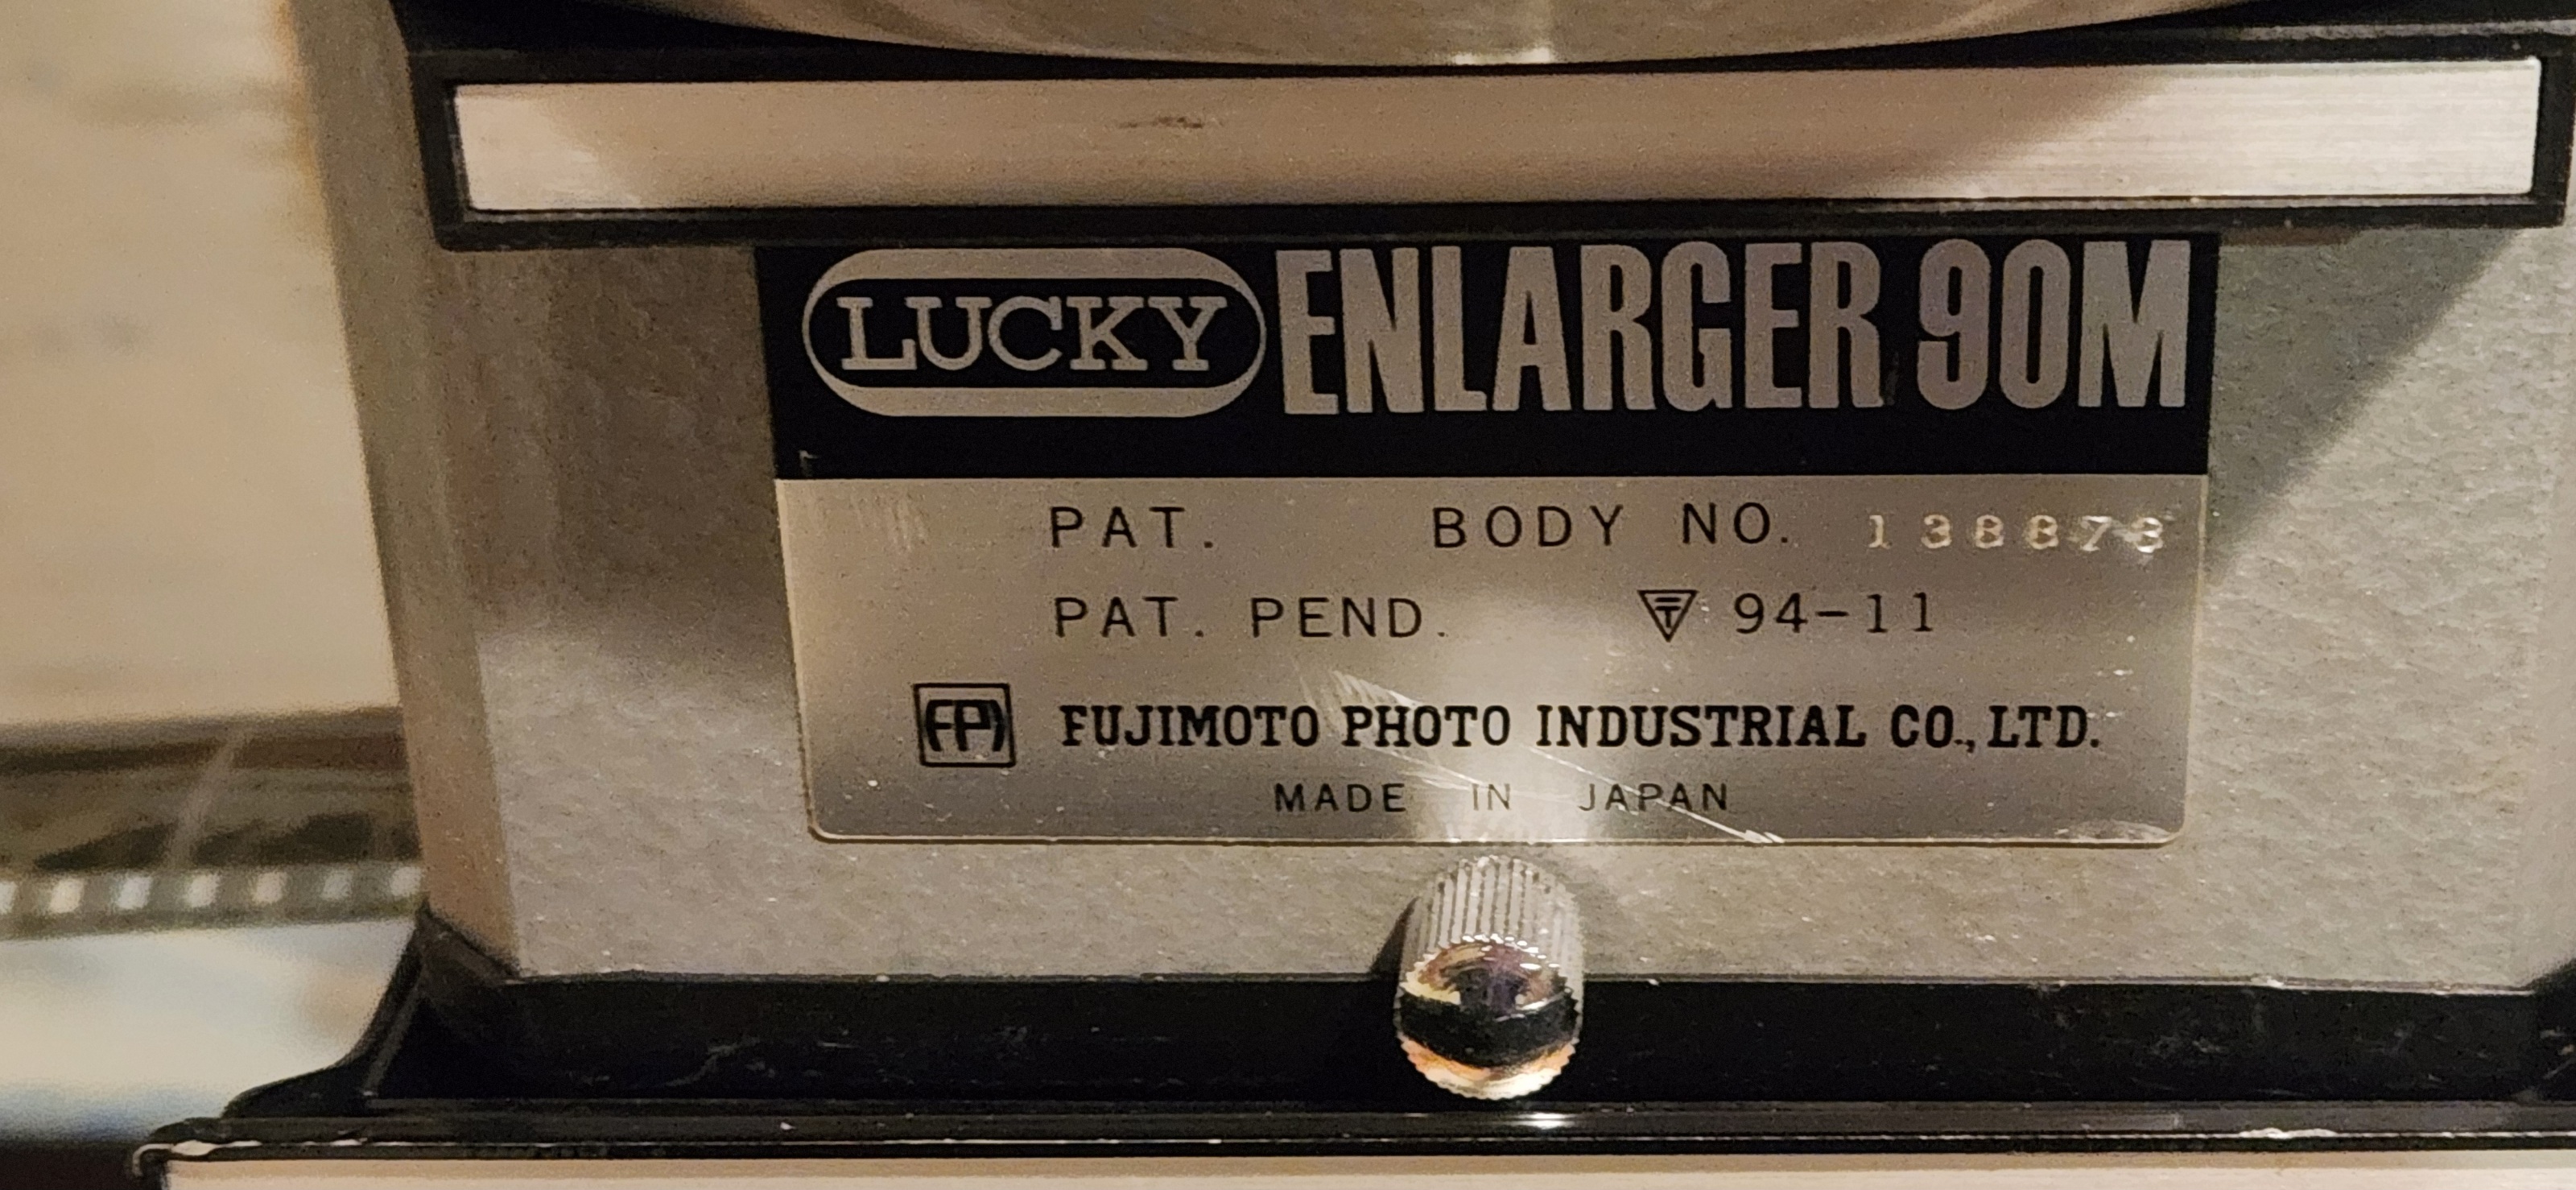 LUCKY ENLARGER 90M
PAT. BODY NO. 138873
PAT. PEND. 〒 94-11
FPI FUJIMOTO PHOTO INDUSTRIAL CO., LTD.
MADE IN JAPAN